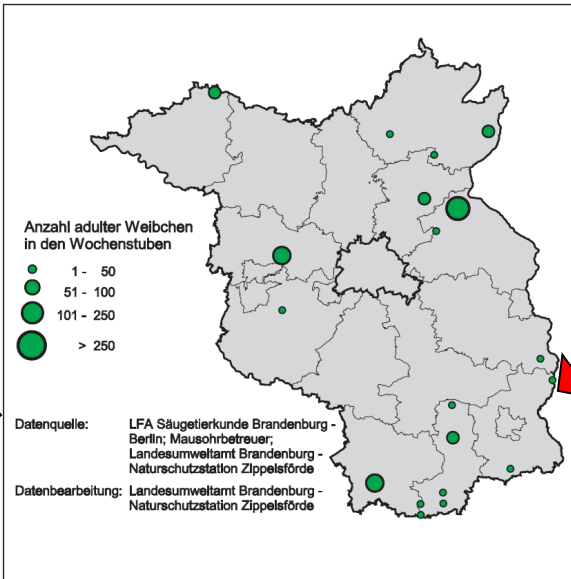 Anzahl adulter Weibchen
in den Wochenstuben
1 - 50
51 - 100
101 - 250
> 250
Datenquelle: LFA Säugetierkunde Brandenburg -
Berlin; Mausohrbetreuer;
Landesumweltamt Brandenburg -
Naturschutzstation Zippelsförde
Datenbearbeitung: Landesumweltamt Brandenburg -
Naturschutzstation Zippelsförde